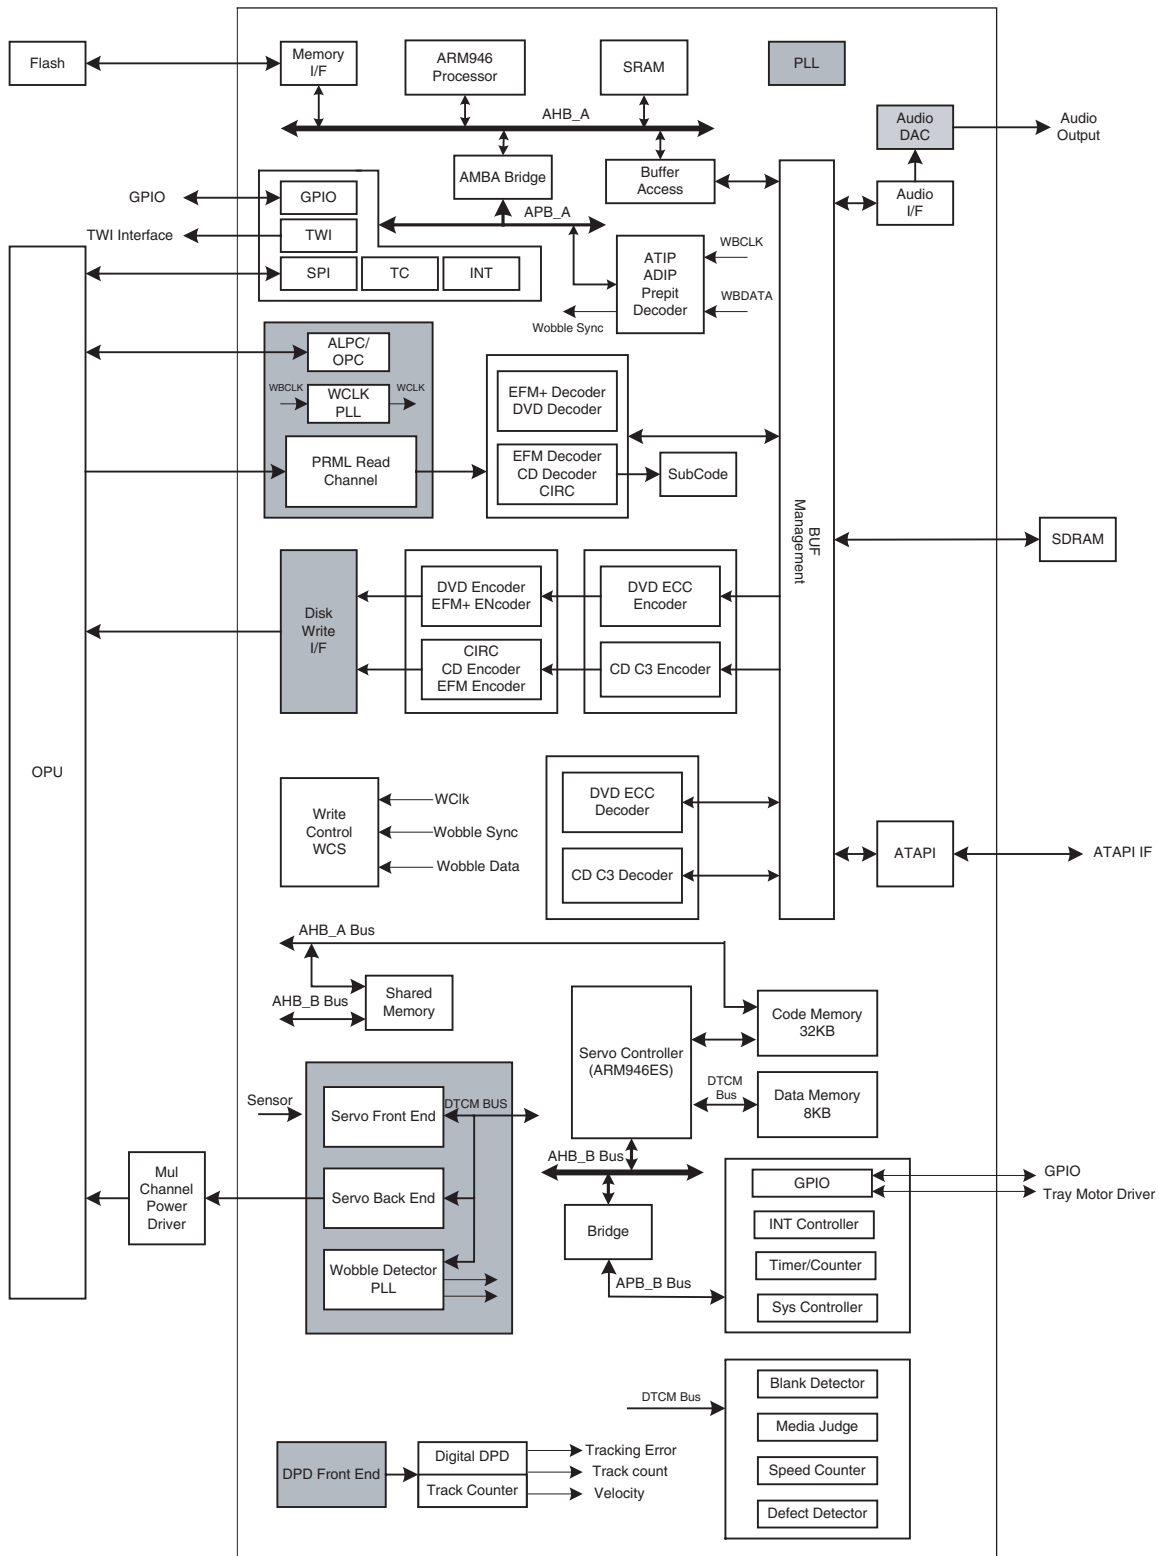 Flash
Memory
I/F
ARM946
Processor
SRAM
PLL
AHB_A
Audio
DAC
Audio
Output
AMBA Bridge
Buffer
Access
Audio
I/F
GPIO
GPIO
APB_A
TWI Interface
TWI
SPI
TC
INT
ATIP
ADIP
Prepit
Decoder
WBCLK
WBDATA
Wobble Sync
ALPC/
OPC
WBCLK
WCLK
PLL
WCLK
PRML Read
Channel
EFM+ Decoder
DVD Decoder
EFM Decoder
CD Decoder
CIRC
SubCode
BUF
Management
SDRAM
Disk
Write
I/F
DVD Encoder
EFM+ ENcoder
DVD ECC
Encoder
CIRC
CD Encoder
EFM Encoder
CD C3 Encoder
OPU
Write
Control
WCS
WClk
Wobble Sync
Wobble Data
DVD ECC
Decoder
CD C3 Decoder
ATAPI
ATAPI IF
AHB_A Bus
AHB_B Bus
Shared
Memory
Servo Controller
(ARM946ES)
Code Memory
32KB
DTCM
Bus
Data Memory
8KB
Sensor
Servo Front End
DTCM BUS
Servo Back End
Wobble Detector
PLL
Mul
Channel
Power
Driver
AHB_B Bus
Bridge
APB_B Bus
GPIO
GPIO
Tray Motor Driver
INT Controller
Timer/Counter
Sys Controller
DTCM Bus
Blank Detector
Media Judge
Speed Counter
Defect Detector
DPD Front End
Digital DPD
Track Counter
Tracking Error
Track count
Velocity